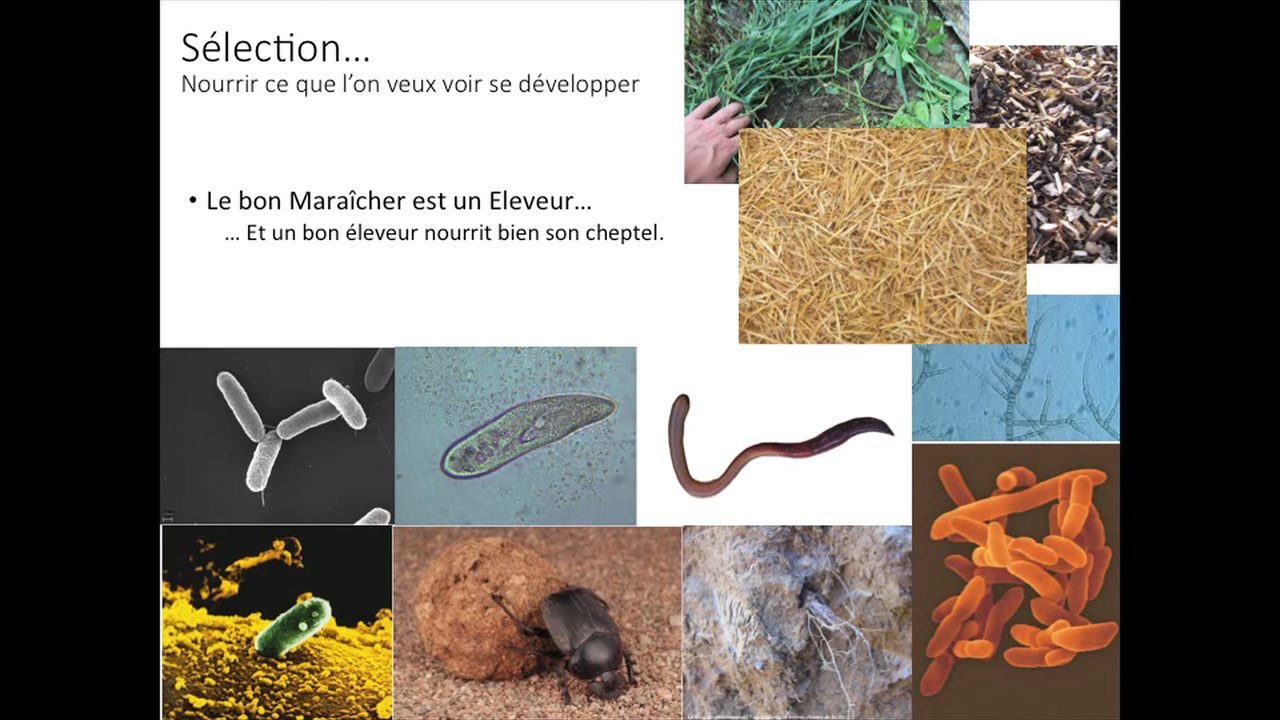 Sélection...
Nourrir ce que l'on veux voir se développer
• Le bon Maraîcher est un Eleveur...
... Et un bon éleveur nourrit bien son cheptel.